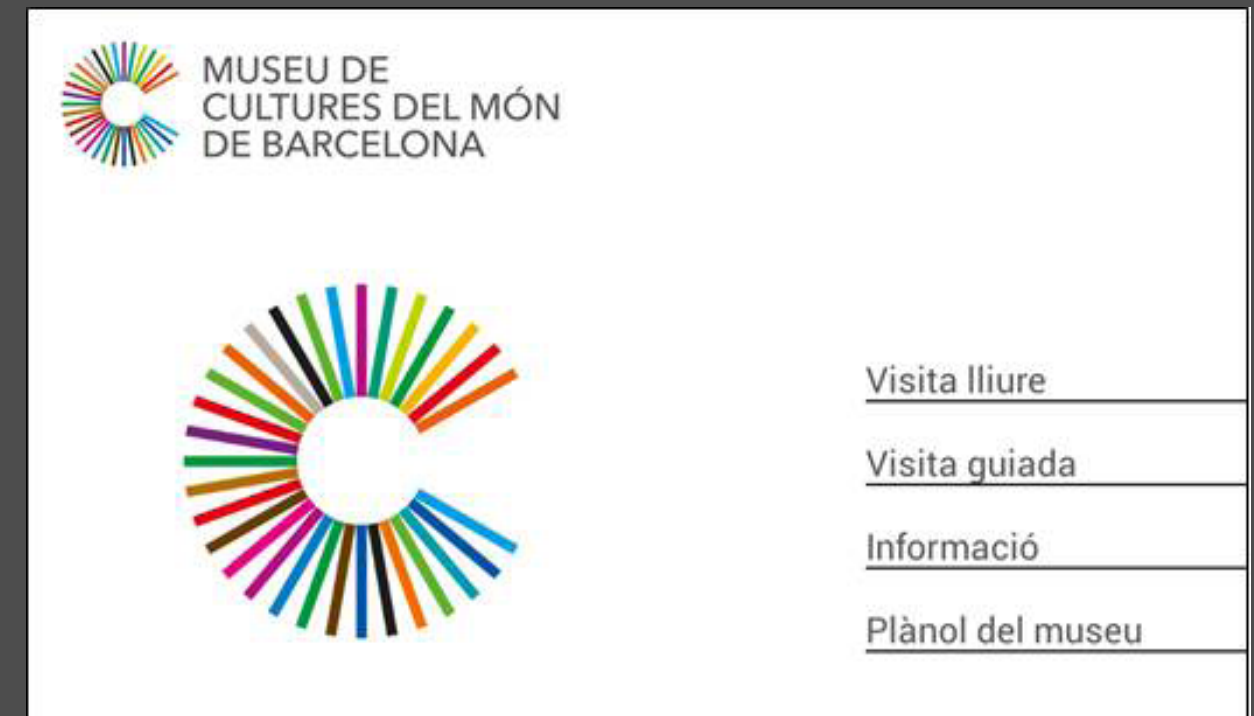 MUSEU DE
CULTURES DEL MÓN
DE BARCELONA
Visita lliure
Visita guiada
Informació
Plànol del museu